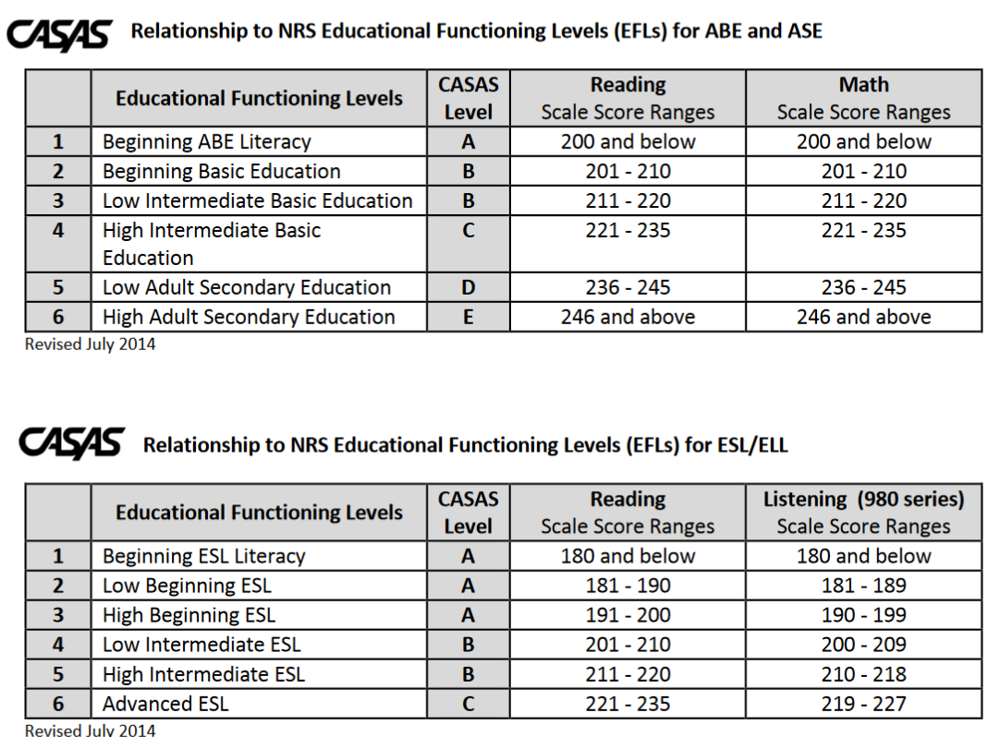 CASAS Relationship to NRS Educational Functioning Levels (EFLs) for ABE and ASE
Educational Functioning Levels CASAS Level Reading Scale Score Ranges Math Scale Score Ranges
1 Beginning ABE Literacy A 200 and below 200 and below
2 Beginning Basic Education B 201 - 210 201 - 210
3 Low Intermediate Basic Education B 211 - 220 211 - 220
4 High Intermediate Basic Education C 221 - 235 221 - 235
5 Low Adult Secondary Education D 236 - 245 236 - 245
6 High Adult Secondary Education E 246 and above 246 and above
Revised July 2014
CASAS Relationship to NRS Educational Functioning Levels (EFLs) for ESL/ELL
Educational Functioning Levels CASAS Level Reading Scale Score Ranges Listening (980 series) Scale Score Ranges
1 Beginning ESL Literacy A 180 and below 180 and below
2 Low Beginning ESL A 181 - 190 181 - 189
3 High Beginning ESL A 191 - 200 190 - 199
4 Low Intermediate ESL B 201 - 210 200 - 209
5 High Intermediate ESL B 211 - 220 210 - 218
6 Advanced ESL C 221 - 235 219 - 227
Revised July 2014